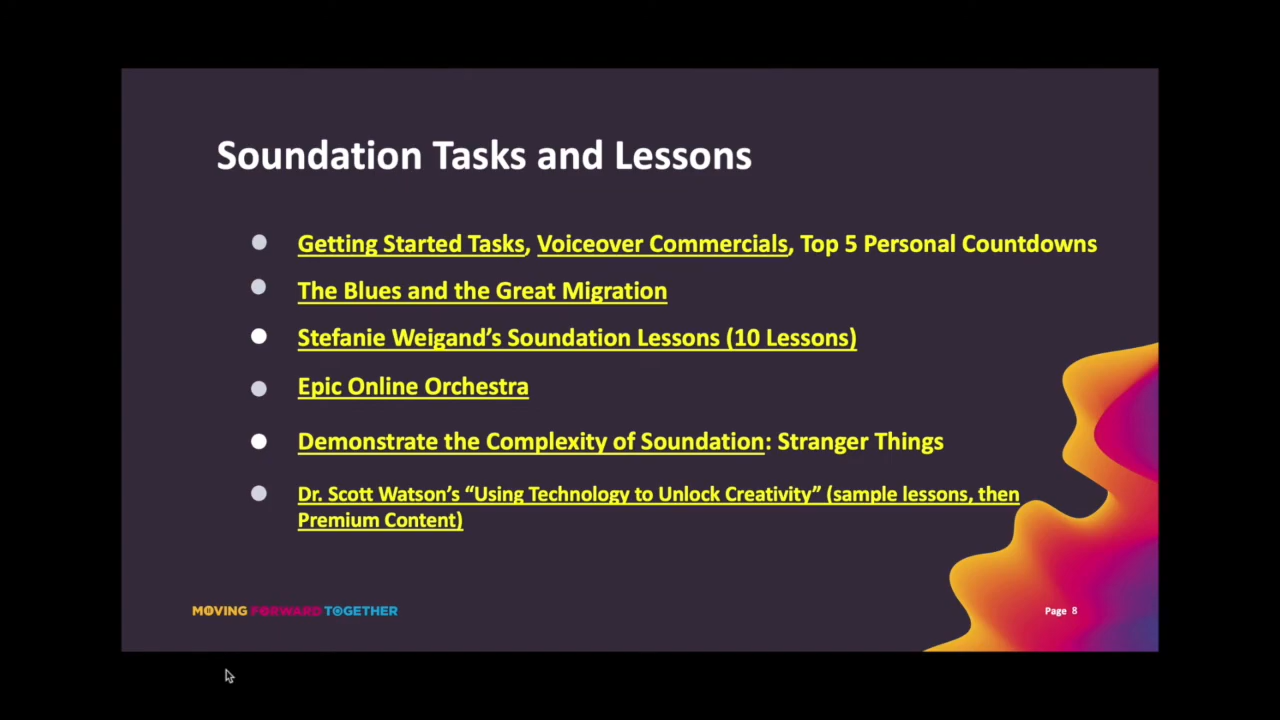 Soundation Tasks and Lessons
Getting Started Tasks, Voiceover Commercials, Top 5 Personal Countdowns
The Blues and the Great Migration
Stefanie Weigand’s Soundation Lessons (10 Lessons)
Epic Online Orchestra
Demonstrate the Complexity of Soundation: Stranger Things
Dr. Scott Watson’s “Using Technology to Unlock Creativity” (sample lessons, then
Premium Content)
MOVING FORWARD TOGETHER
Page 8